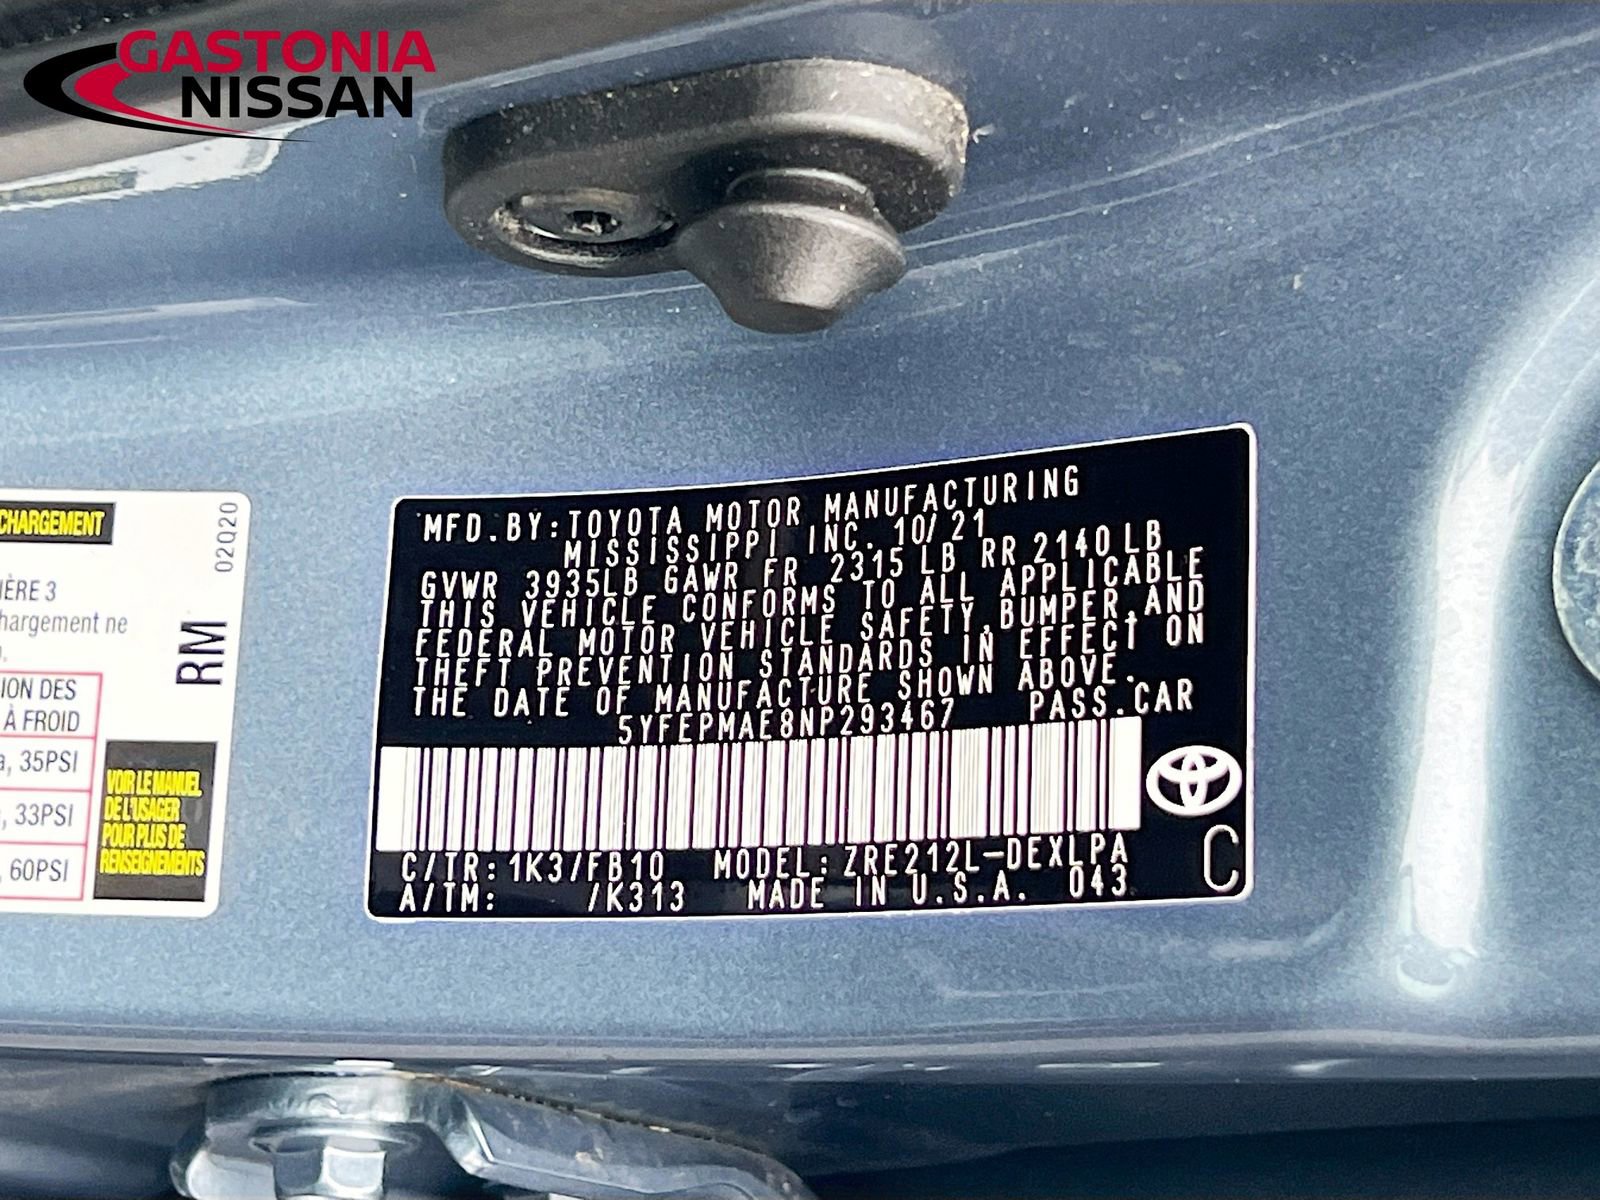 GASTONIA
NISSAN
CHARGEMENT
02Q20
IÈRE 3
chargement ne
RM
ION DES
À FROID
a, 35PSI
, 33PSI
, 60PSI
VOIR LE MANUEL
DE L'USAGER
POUR PLUS DE
RENSEIGNEMENTS
MFD.BY:TOYOTA MOTOR MANUFACTURING
MISSISSIPPI INC. 10/21
GVWR 3935LB GAWR FR 2315LB RR 2140LB
THIS VEHICLE CONFORMS TO ALL APPLICABLE
FEDERAL MOTOR VEHICLE SAFETY,BUMPER,AND
THEFT PREVENTION STANDARDS IN EFFECT ON
THE DATE OF MANUFACTURE SHOWN ABOVE.
5YFEPMAE8NP293467 PASS.CAR
C/TR:1K3/FB10 MODEL:ZRE212L-DEXLPA
A/TM: /K313 MADE IN U.S.A. 043
C